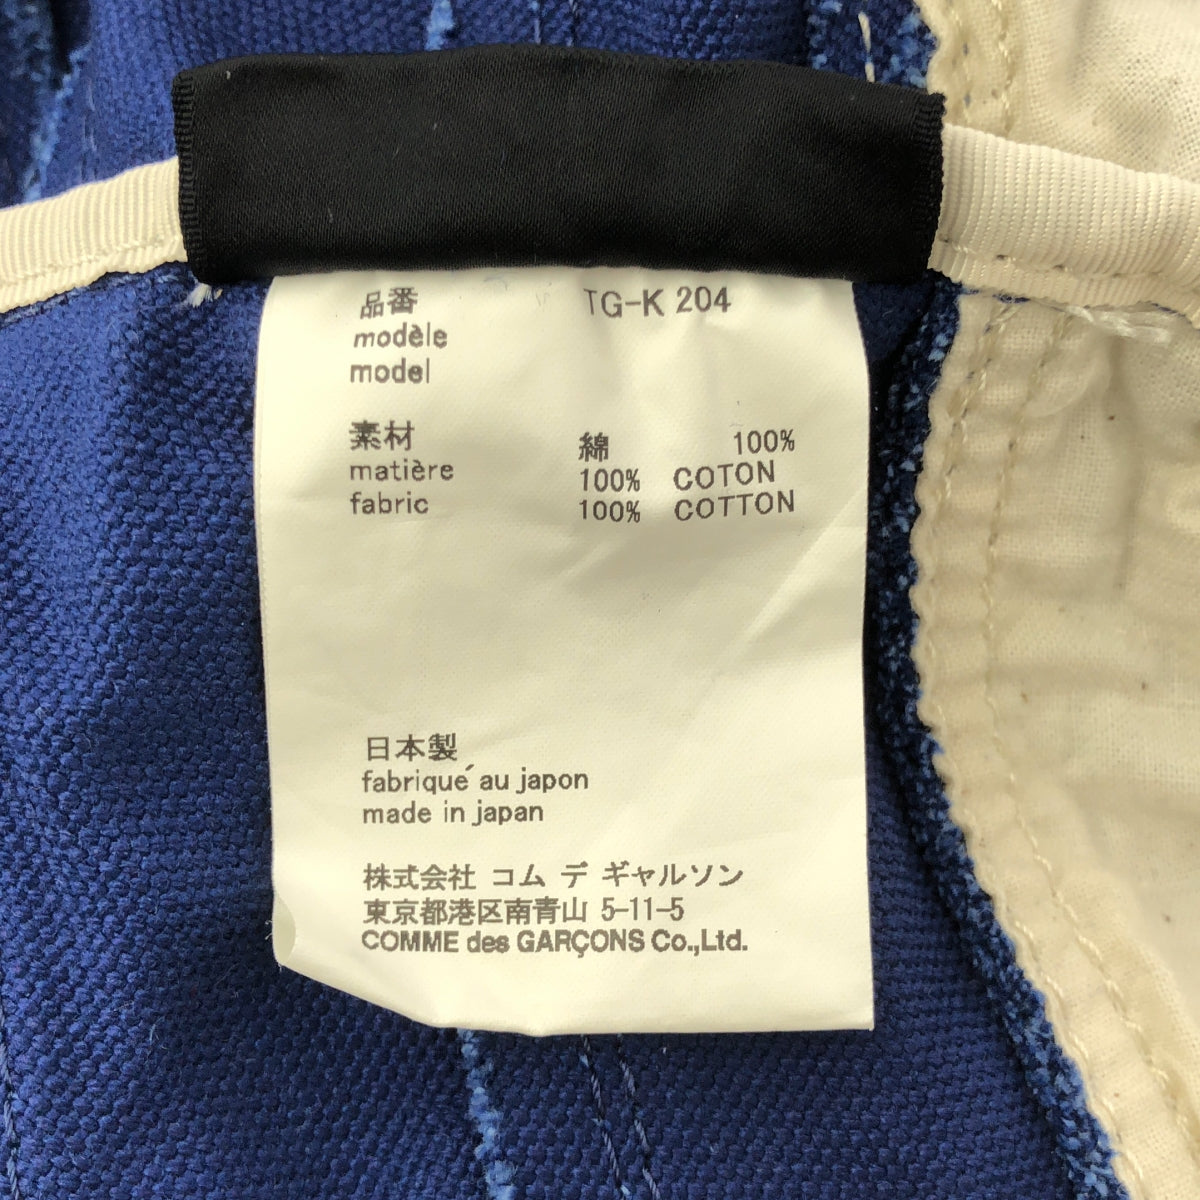 品番 TG-K 204
modèle
model
素材 綿 100%
matière 100% COTON
fabric 100% COTTON
日本製
fabriqué au japon
made in japan
株式会社 コム デ ギャルソン
東京都港区南青山 5-11-5
COMME des GARÇONS Co.,Ltd.